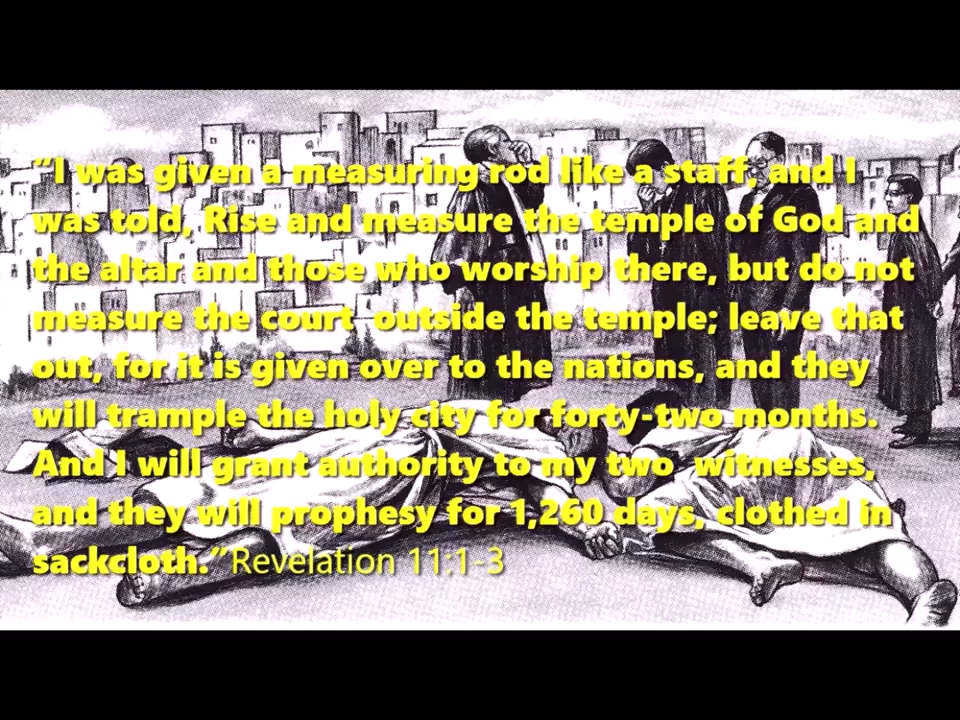 “I was given a measuring rod like a staff, and I
was told, Rise and measure the temple of God and
the altar and those who worship there, but do not
measure the court  outside the temple; leave that
out, for it is given over to the nations, and they
will trample the holy city for forty-two months.
And I will grant authority to my two  witnesses,
and they will prophesy for 1,260 days, clothed in
sackcloth.” Revelation 11:1-3